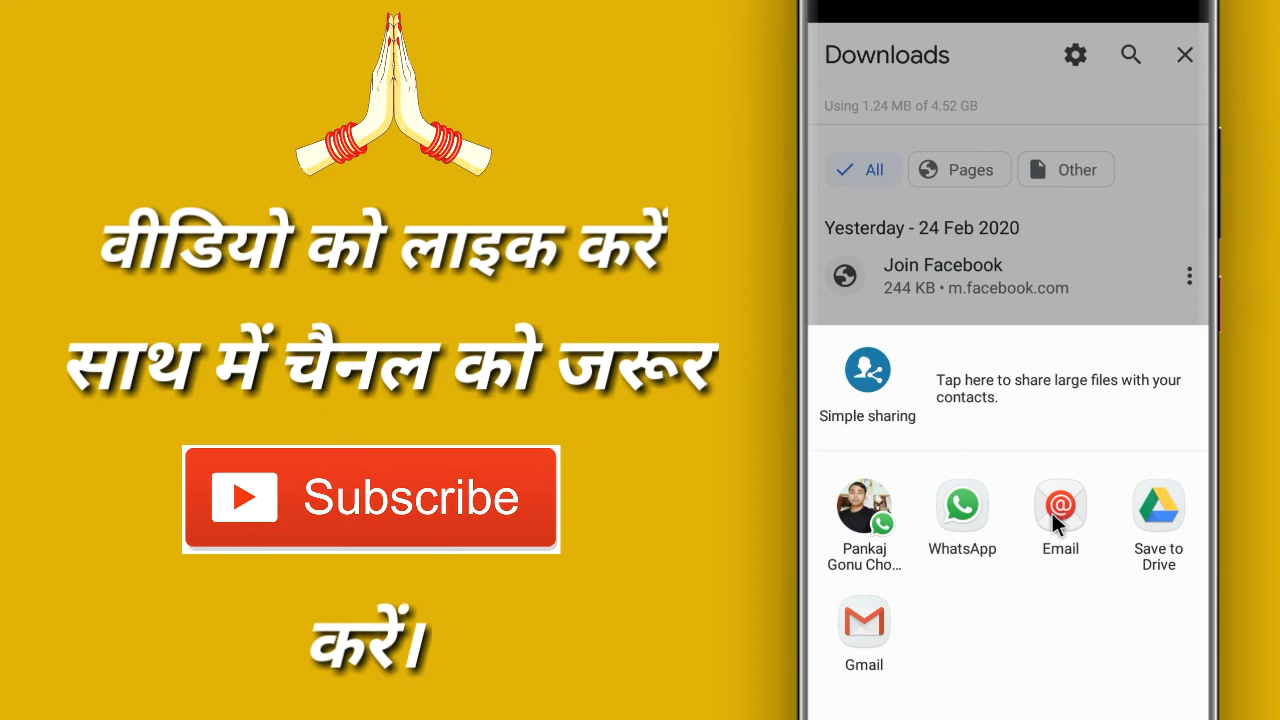 वीडियो को लाइक करें
साथ में चैनल को जरूर
Subscribe
करें।
Downloads
Using 1.24 MB of 4.52 GB
All
Pages
Other
Yesterday - 24 Feb 2020
Join Facebook
244 KB • m.facebook.com
Simple sharing
Tap here to share large files with your
contacts.
Pankaj
Gonu Cho...
WhatsApp
Email
Save to
Drive
Gmail